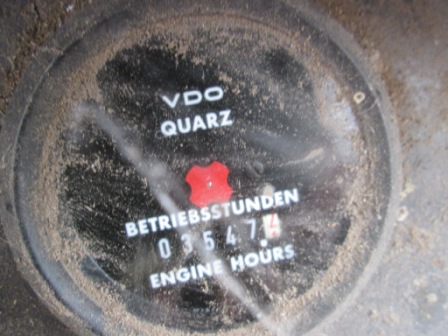 VDO
QUARZ
BETRIEBSSTUNDEN
03547
ENGINE HOURS